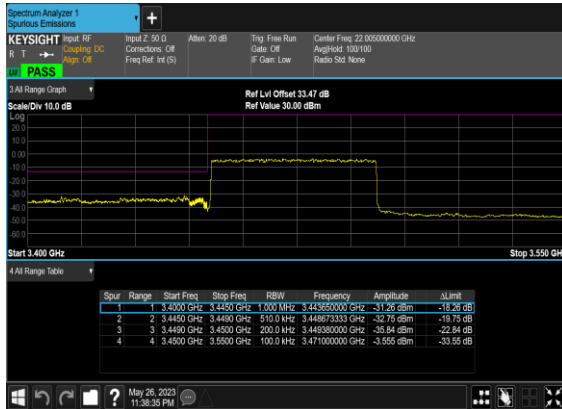 Spectrum Analyzer 1
Spurious Emissions
KEYSIGHT Input: RF Input Z: 50 Ω Atten: 20 dB Trig: Free Run Center Freq: 22.005000000 GHz
R T Coupling: DC Corrections: Off Gate: Off Avg|Hold: 100/100
Align: Off Freq Ref: Int (S) IF Gain: Low Radio Std: None
PASS
3 All Range Graph Ref Lvl Offset 33.47 dB
Scale/Div 10.0 dB Ref Value 30.00 dBm
Log
20.0
10.0
0.00
-10.0
-20.0
-30.0
-40.0
-50.0
-60.0
Start 3.400 GHz Stop 3.550 GH
4 All Range Table
Spur Range Start Freq Stop Freq RBW Frequency Amplitude ΔLimit
1 1 3.4000 GHz 3.4450 GHz 1.000 MHz 3.443650000 GHz -31.26 dBm -18.26 dB
2 2 3.4450 GHz 3.4490 GHz 510.0 kHz 3.448673333 GHz -32.75 dBm -19.75 dB
3 3 3.4490 GHz 3.4500 GHz 200.0 kHz 3.449380000 GHz -35.84 dBm -22.84 dB
4 4 3.4500 GHz 3.5500 GHz 100.0 kHz 3.471000000 GHz -3.555 dBm -33.55 dB
May 26, 2023
11:38:35 PM